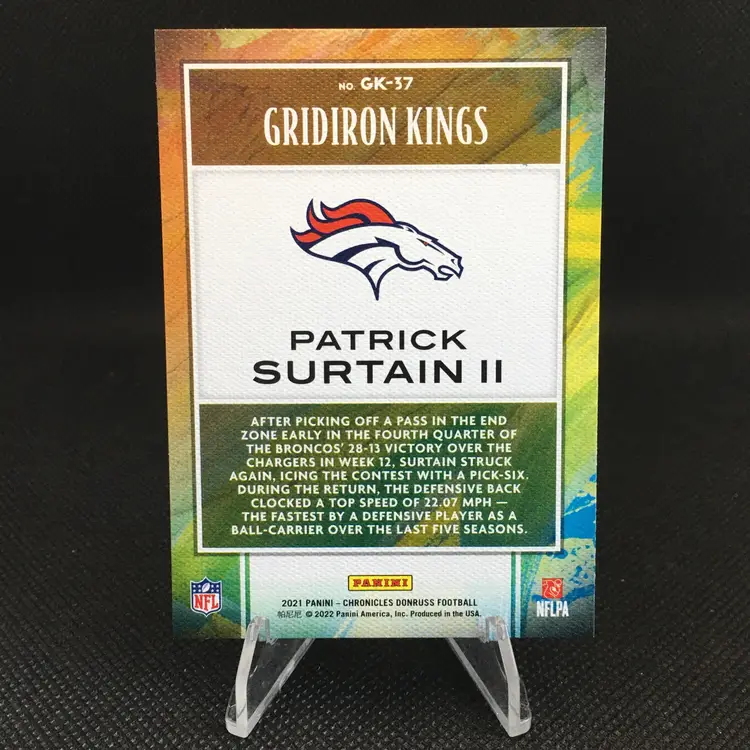 NO. GK-37
GRIDIRON KINGS
PATRICK
SURTAIN II
AFTER PICKING OFF A PASS IN THE END
ZONE EARLY IN THE FOURTH QUARTER OF
THE BRONCOS' 28-13 VICTORY OVER THE
CHARGERS IN WEEK 12, SURTAIN STRUCK
AGAIN, ICING THE CONTEST WITH A PICK-SIX.
DURING THE RETURN, THE DEFENSIVE BACK
CLOCKED A TOP SPEED OF 22.07 MPH —
THE FASTEST BY A DEFENSIVE PLAYER AS A
BALL-CARRIER OVER THE LAST FIVE SEASONS.
NFL
PANINI
NFLPA
2021 PANINI – CHRONICLES DONRUSS FOOTBALL
帕尼尼 © 2022 Panini America, Inc. Produced in the USA.